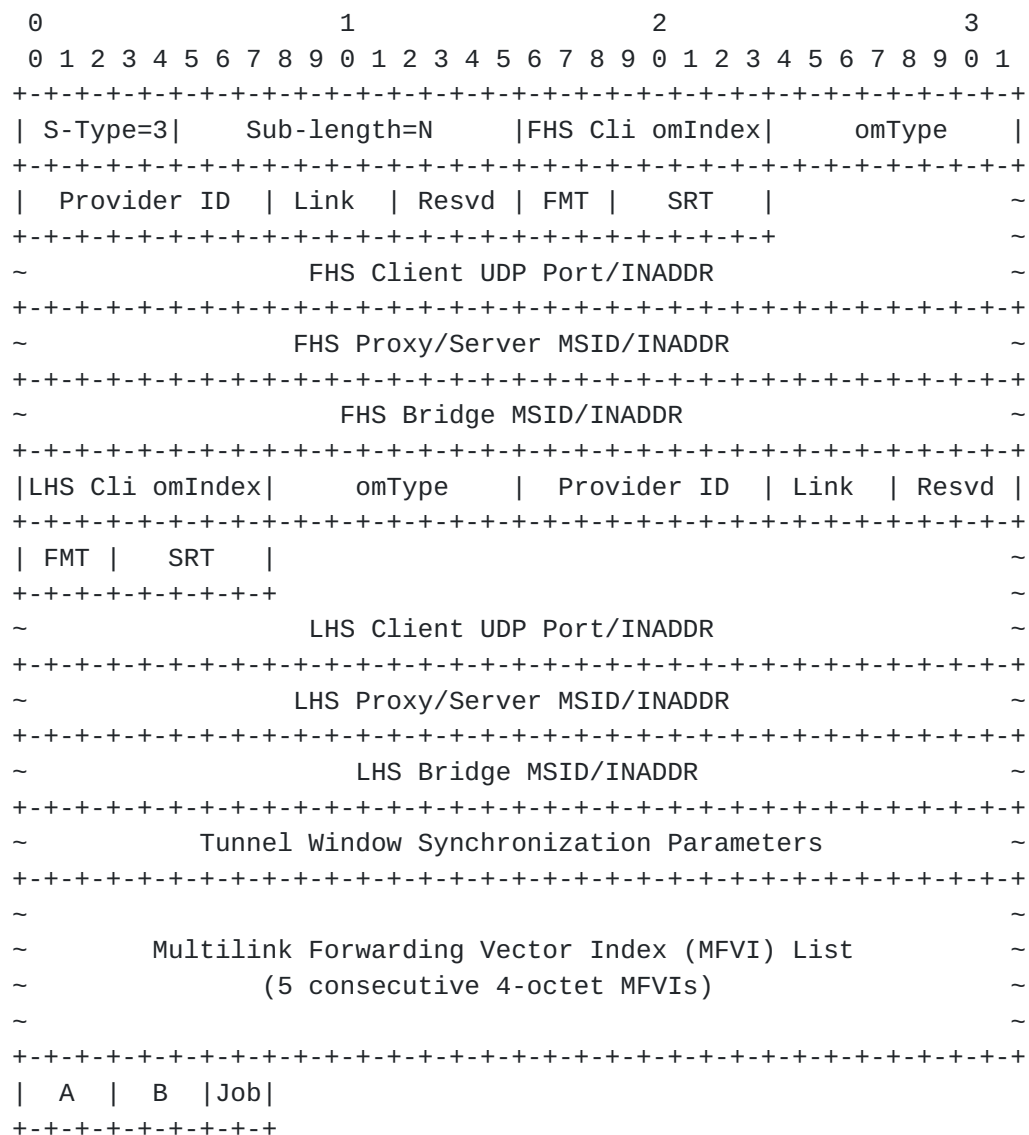 0                   1                   2                   3
 0 1 2 3 4 5 6 7 8 9 0 1 2 3 4 5 6 7 8 9 0 1 2 3 4 5 6 7 8 9 0 1
+-+-+-+-+-+-+-+-+-+-+-+-+-+-+-+-+-+-+-+-+-+-+-+-+-+-+-+-+-+-+-+-+
| S-Type=3|    Sub-length=N     |FHS Cli omIndex|     omType    |
+-+-+-+-+-+-+-+-+-+-+-+-+-+-+-+-+-+-+-+-+-+-+-+-+-+-+-+-+-+-+-+-+
|  Provider ID  | Link  | Resvd | FMT |   SRT   |               ~
+-+-+-+-+-+-+-+-+-+-+-+-+-+-+-+-+-+-+-+-+-+-+-+-+               ~
~                  FHS Client UDP Port/INADDR                   ~
+-+-+-+-+-+-+-+-+-+-+-+-+-+-+-+-+-+-+-+-+-+-+-+-+-+-+-+-+-+-+-+-+
~                 FHS Proxy/Server MSID/INADDR                  ~
+-+-+-+-+-+-+-+-+-+-+-+-+-+-+-+-+-+-+-+-+-+-+-+-+-+-+-+-+-+-+-+-+
~                    FHS Bridge MSID/INADDR                     ~
+-+-+-+-+-+-+-+-+-+-+-+-+-+-+-+-+-+-+-+-+-+-+-+-+-+-+-+-+-+-+-+-+
|LHS Cli omIndex|     omType    |  Provider ID  | Link  | Resvd |
+-+-+-+-+-+-+-+-+-+-+-+-+-+-+-+-+-+-+-+-+-+-+-+-+-+-+-+-+-+-+-+-+
| FMT |   SRT   |                                               ~
+-+-+-+-+-+-+-+-+                                               ~
~                  LHS Client UDP Port/INADDR                   ~
+-+-+-+-+-+-+-+-+-+-+-+-+-+-+-+-+-+-+-+-+-+-+-+-+-+-+-+-+-+-+-+-+
~                 LHS Proxy/Server MSID/INADDR                  ~
+-+-+-+-+-+-+-+-+-+-+-+-+-+-+-+-+-+-+-+-+-+-+-+-+-+-+-+-+-+-+-+-+
~                     LHS Bridge MSID/INADDR                    ~
+-+-+-+-+-+-+-+-+-+-+-+-+-+-+-+-+-+-+-+-+-+-+-+-+-+-+-+-+-+-+-+-+
~           Tunnel Window Synchronization Parameters            ~
+-+-+-+-+-+-+-+-+-+-+-+-+-+-+-+-+-+-+-+-+-+-+-+-+-+-+-+-+-+-+-+-+
~                                                               ~
~        Multilink Forwarding Vector Index (MFVI) List          ~
~               (5 consecutive 4-octet MFVIs)                   ~
~                                                               ~
+-+-+-+-+-+-+-+-+-+-+-+-+-+-+-+-+-+-+-+-+-+-+-+-+-+-+-+-+-+-+-+-+
|  A  |  B  |Job|
+-+-+-+-+-+-+-+-+